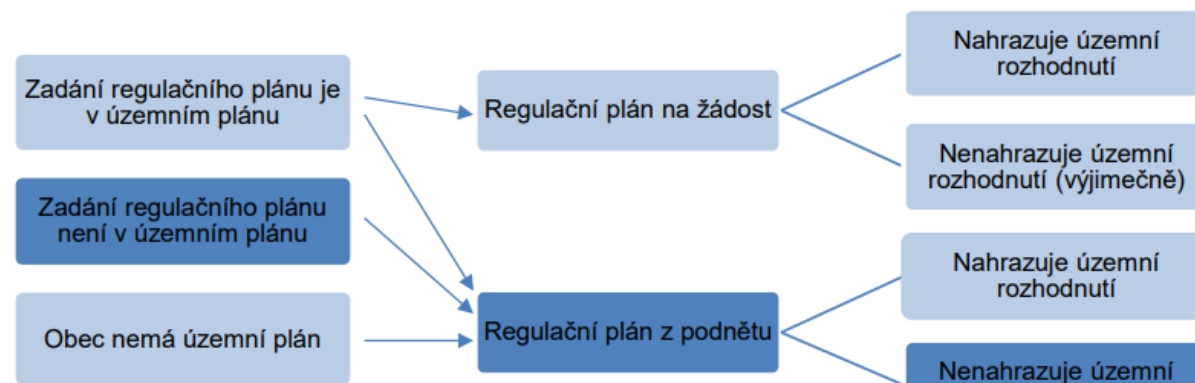 Zadání regulačního plánu je
v územním plánu
Zadání regulačního plánu
není v územním plánu
Obec nemá územní plán
Regulační plán na žádost
Regulační plán z podnětu
Nahrazuje územní
rozhodnutí
Nenahrazuje územní
rozhodnutí (výjimečně)
Nahrazuje územní
rozhodnutí
Nenahrazuje územní